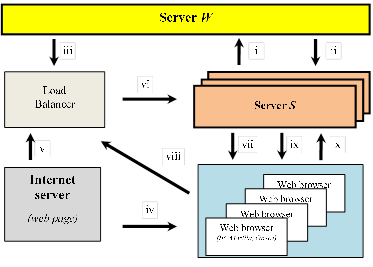 Server W
iii
i
ii
Load
Balancer
vi
Server S
v
viii
vii
ix
x
Internet
server
(web page)
iv
Web browser
Web browser
Web browser
Web browser